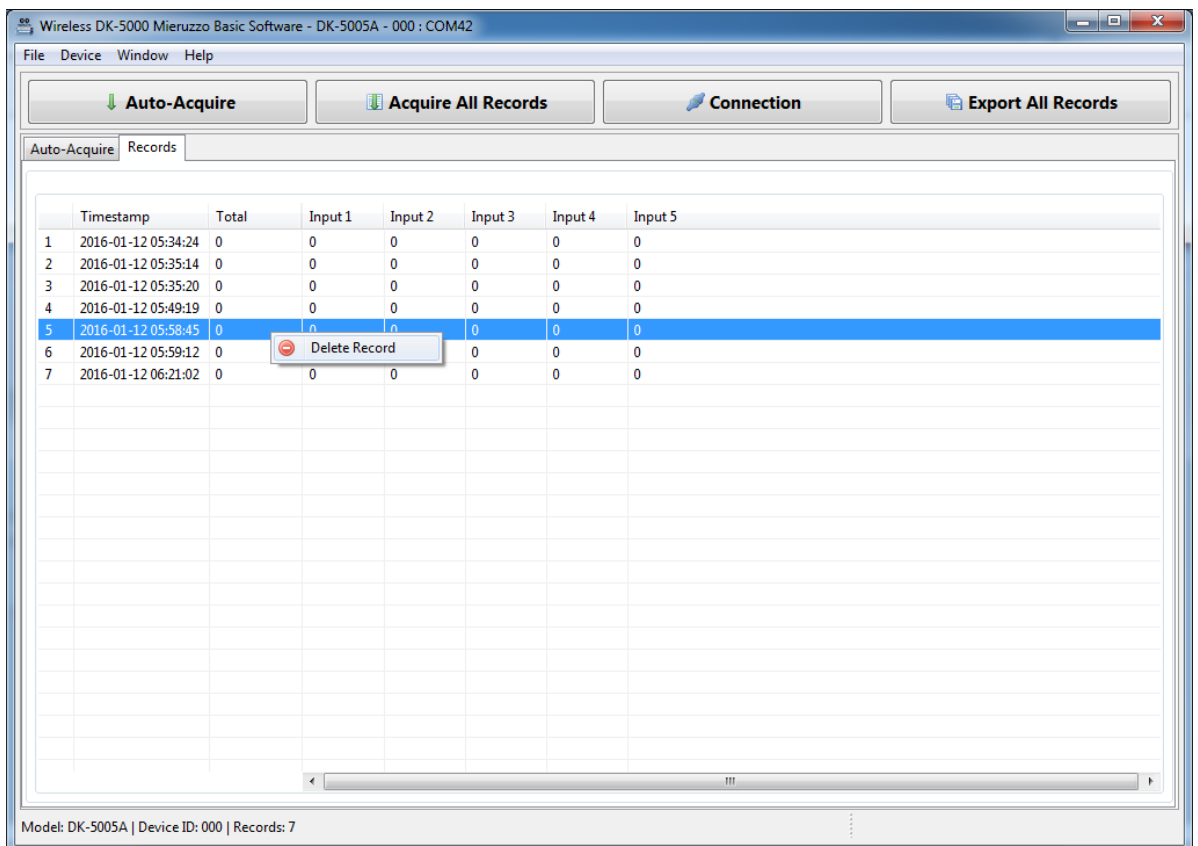 Wireless DK-5000 Mieruzzo Basic Software - DK-5005A - 000 : COM42
File Device Window Help
Auto-Acquire Acquire All Records Connection Export All Records
Auto-Acquire Records
Timestamp Total Input 1 Input 2 Input 3 Input 4 Input 5
1 2016-01-12 05:34:24 0 0 0 0 0 0
2 2016-01-12 05:35:14 0 0 0 0 0 0
3 2016-01-12 05:35:20 0 0 0 0 0 0
4 2016-01-12 05:49:19 0 0 0 0 0 0
5 2016-01-12 05:58:45 0 0 0 0 0 0
Delete Record
6 2016-01-12 05:59:12 0 0 0 0
7 2016-01-12 06:21:02 0 0 0 0 0 0
Model: DK-5005A | Device ID: 000 | Records: 7